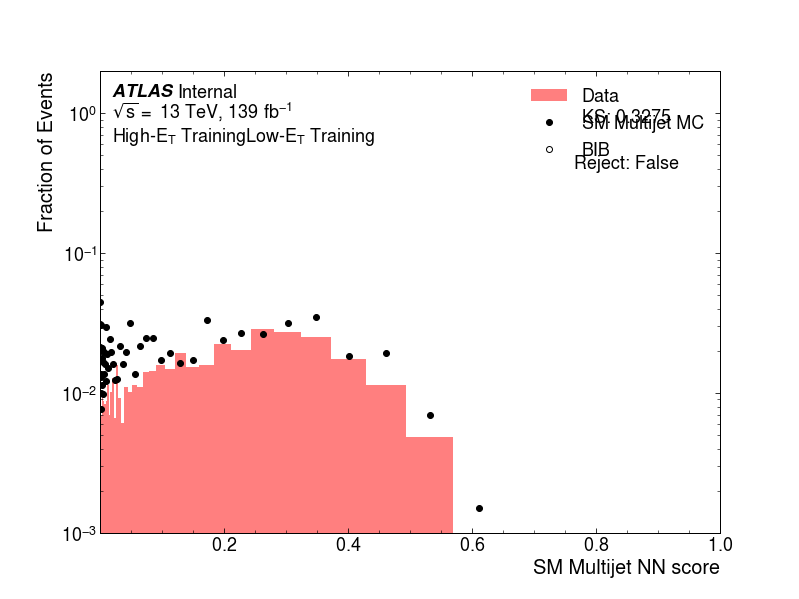 ATLAS Internal
√s = 13 TeV, 139 fb⁻¹
High-E_T TrainingLow-E_T Training
Data
KS: 0.3275
SM Multijet MC
BIB
Reject: False
Fraction of Events
10⁰
10⁻¹
10⁻²
10⁻³
0.2 0.4 0.6 0.8 1.0
SM Multijet NN score